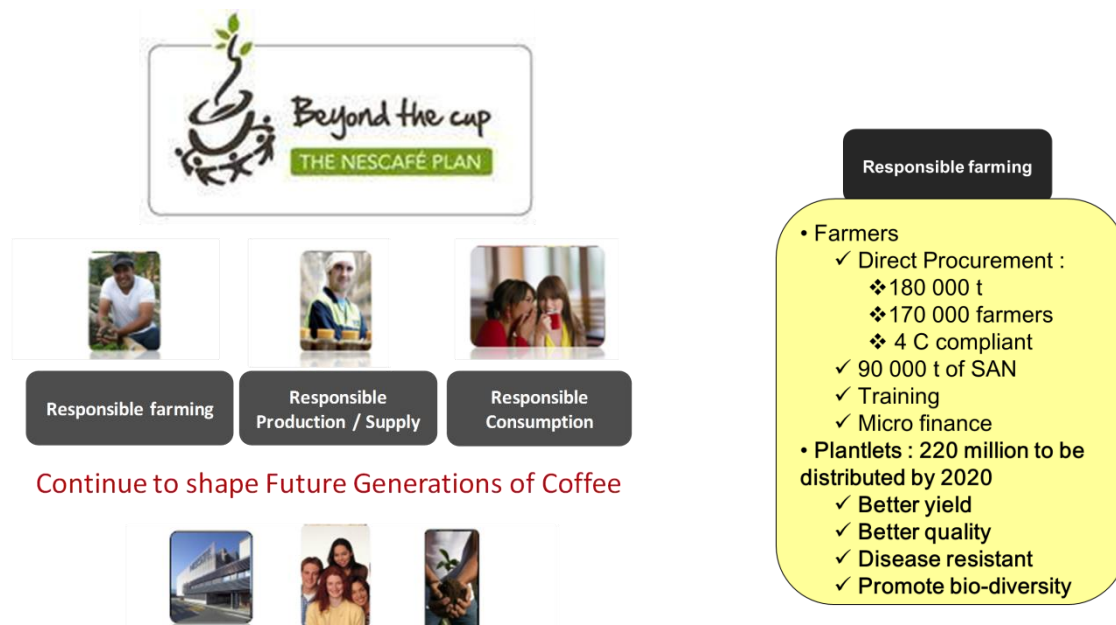 Beyond the cup
THE NESCAFÉ PLAN
Responsible farming
Responsible
Production / Supply
Responsible
Consumption
Continue to shape Future Generations of Coffee
Responsible farming
• Farmers
✓ Direct Procurement :
❖180 000 t
❖170 000 farmers
❖ 4 C compliant
✓ 90 000 t of SAN
✓ Training
✓ Micro finance
• Plantlets : 220 million to be
distributed by 2020
✓ Better yield
✓ Better quality
✓ Disease resistant
✓ Promote bio-diversity